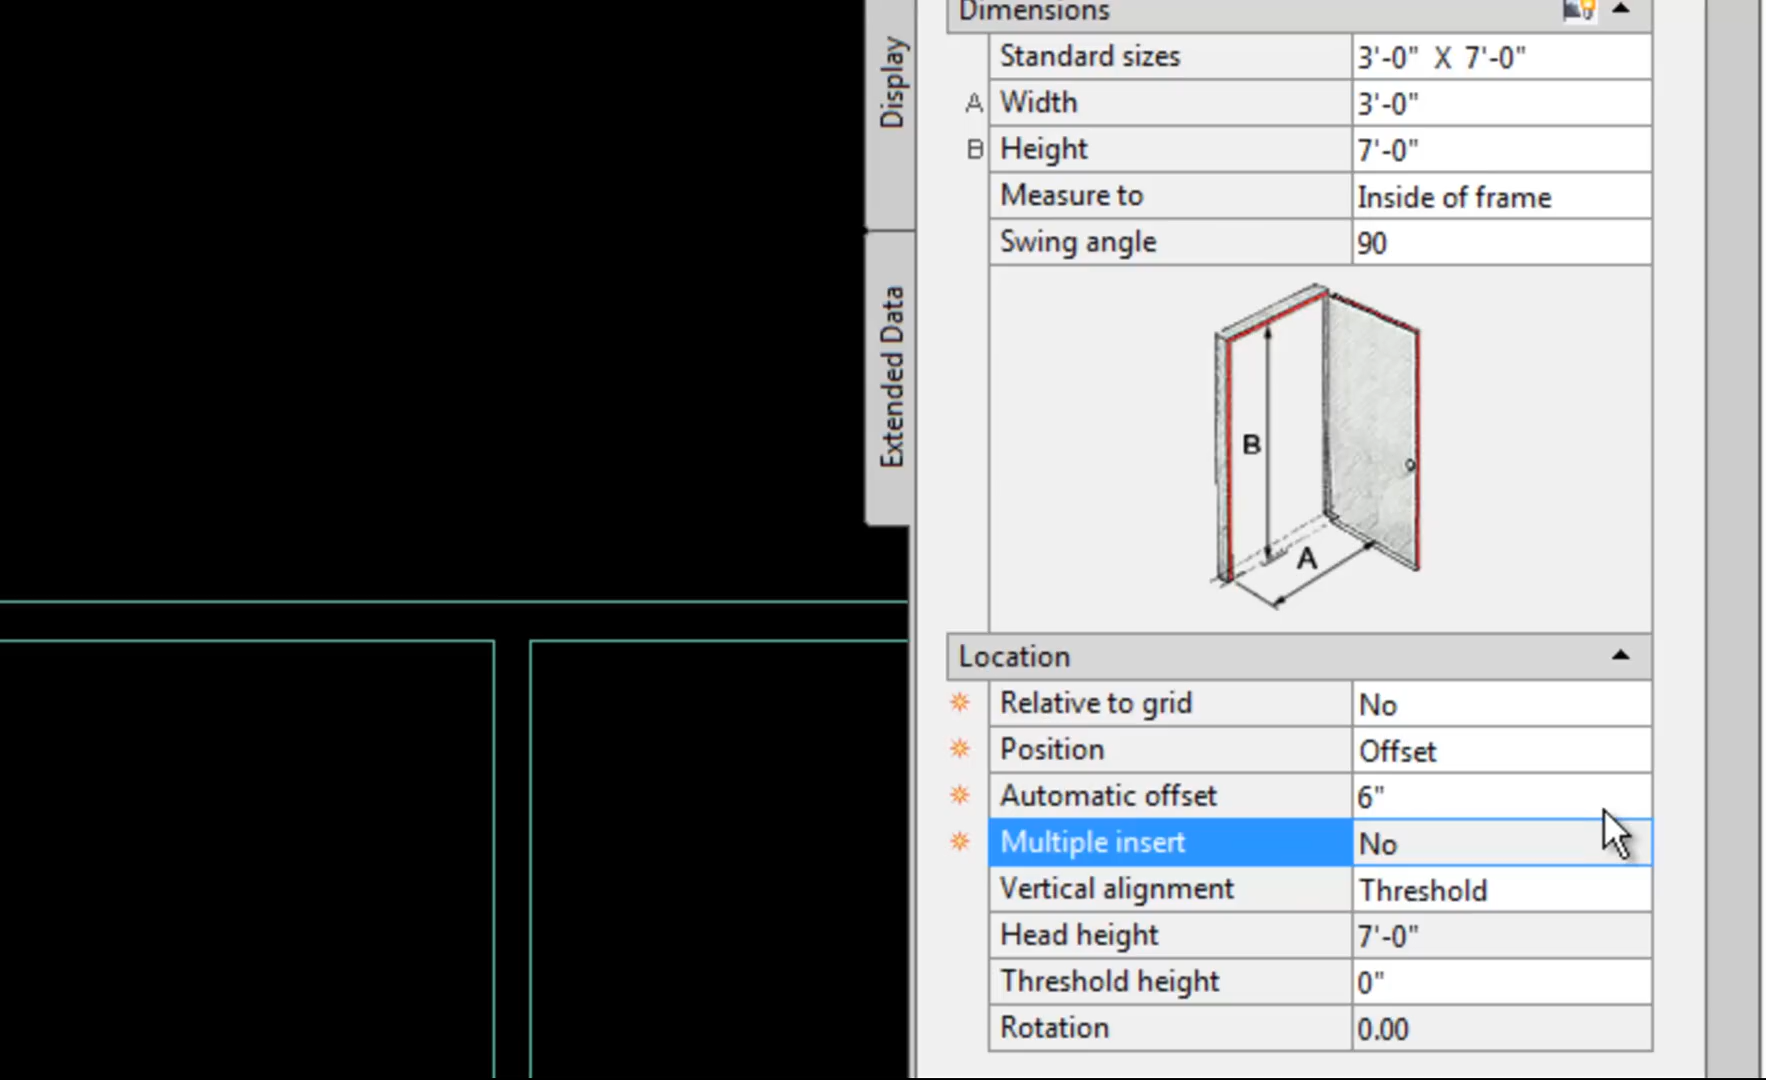 Dimensions
Standard sizes 3'-0" X 7'-0"
A Width 3'-0"
B Height 7'-0"
Measure to Inside of frame
Swing angle 90
B
A
Location
Relative to grid No
Position Offset
Automatic offset 6"
Multiple insert No
Vertical alignment Threshold
Head height 7'-0"
Threshold height 0"
Rotation 0.00
Display
Extended Data